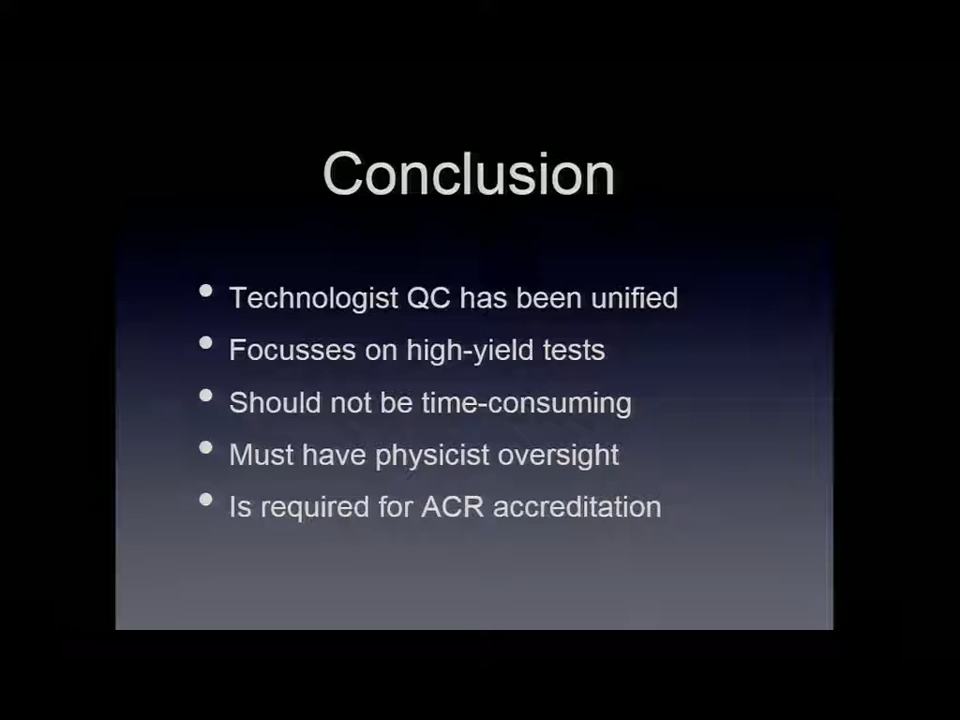 Conclusion
• Technologist QC has been unified
• Focusses on high-yield tests
• Should not be time-consuming
• Must have physicist oversight
• Is required for ACR accreditation